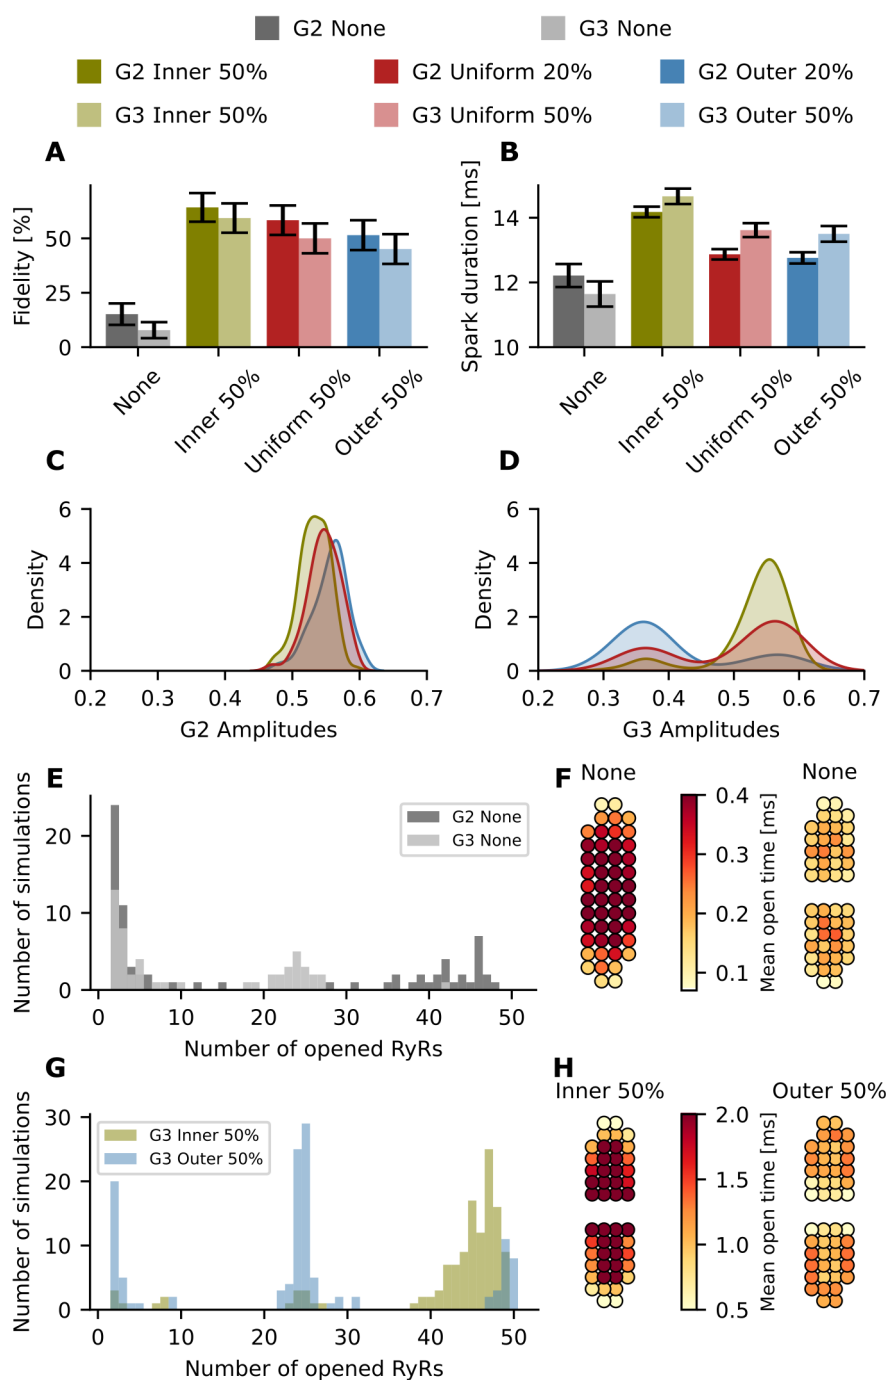 G2 None G3 None
G2 Inner 50% G2 Uniform 20% G2 Outer 20%
G3 Inner 50% G3 Uniform 50% G3 Outer 50%
A
Fidelity [%]
50
25
0
None Inner 50% Uniform 50% Outer 50%
B
Spark duration [ms]
14
12
10
None Inner 50% Uniform 50% Outer 50%
C
Density
6
4
2
0
0.2 0.3 0.4 0.5 0.6 0.7
G2 Amplitudes
D
Density
6
4
2
0
0.2 0.3 0.4 0.5 0.6 0.7
G3 Amplitudes
E
Number of simulations
20
10
0
G2 None
G3 None
0 10 20 30 40 50
Number of opened RyRs
F
None None
0.4
0.3
0.2
0.1
Mean open time [ms]
G
Number of simulations
30
20
10
0
G3 Inner 50%
G3 Outer 50%
0 10 20 30 40 50
Number of opened RyRs
H
Inner 50% Outer 50%
2.0
1.5
1.0
0.5
Mean open time [ms]